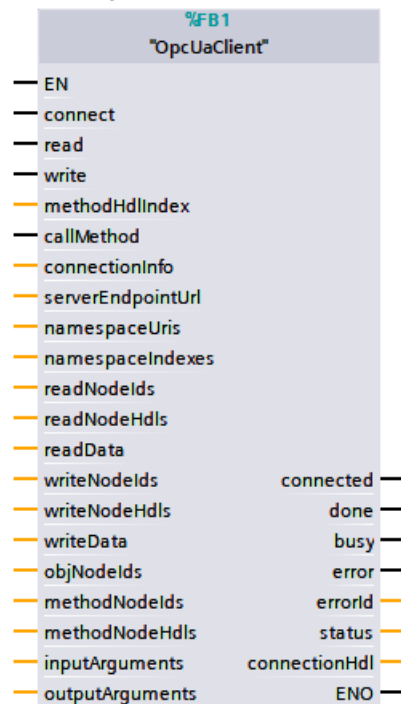 %FB1
"OpcUaClient"
EN
connect
read
write
methodHdlIndex
callMethod
connectionInfo
serverEndpointUrl
namespaceUris
namespaceIndexes
readNodeIds
readNodeHdls
readData
writeNodeIds connected
writeNodeHdls done
writeData busy
objNodeIds error
methodNodeIds errorId
methodNodeHdls status
inputArguments connectionHdl
outputArguments ENO